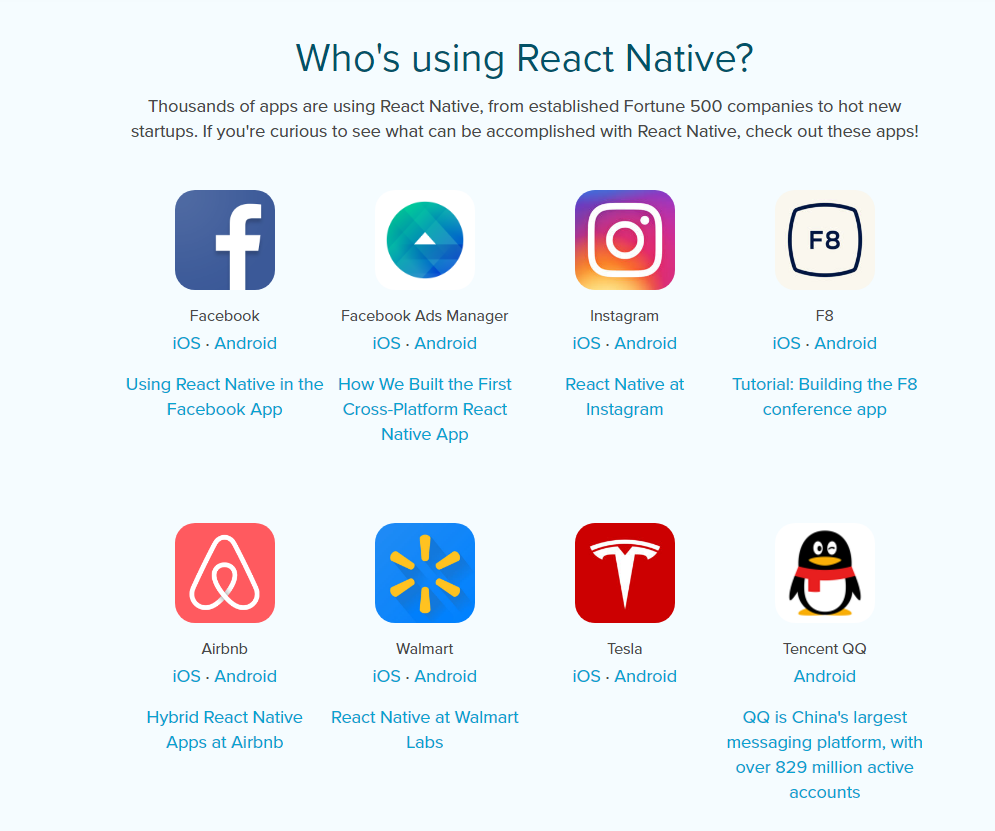 Who's using React Native?
Thousands of apps are using React Native, from established Fortune 500 companies to hot new
startups. If you're curious to see what can be accomplished with React Native, check out these apps!
F8
Facebook
iOS · Android
Using React Native in the
Facebook App
Facebook Ads Manager
iOS · Android
How We Built the First
Cross-Platform React
Native App
Instagram
iOS · Android
React Native at
Instagram
F8
iOS · Android
Tutorial: Building the F8
conference app
Airbnb
iOS · Android
Hybrid React Native
Apps at Airbnb
Walmart
iOS · Android
React Native at Walmart
Labs
Tesla
iOS · Android
Tencent QQ
Android
QQ is China's largest
messaging platform, with
over 829 million active
accounts